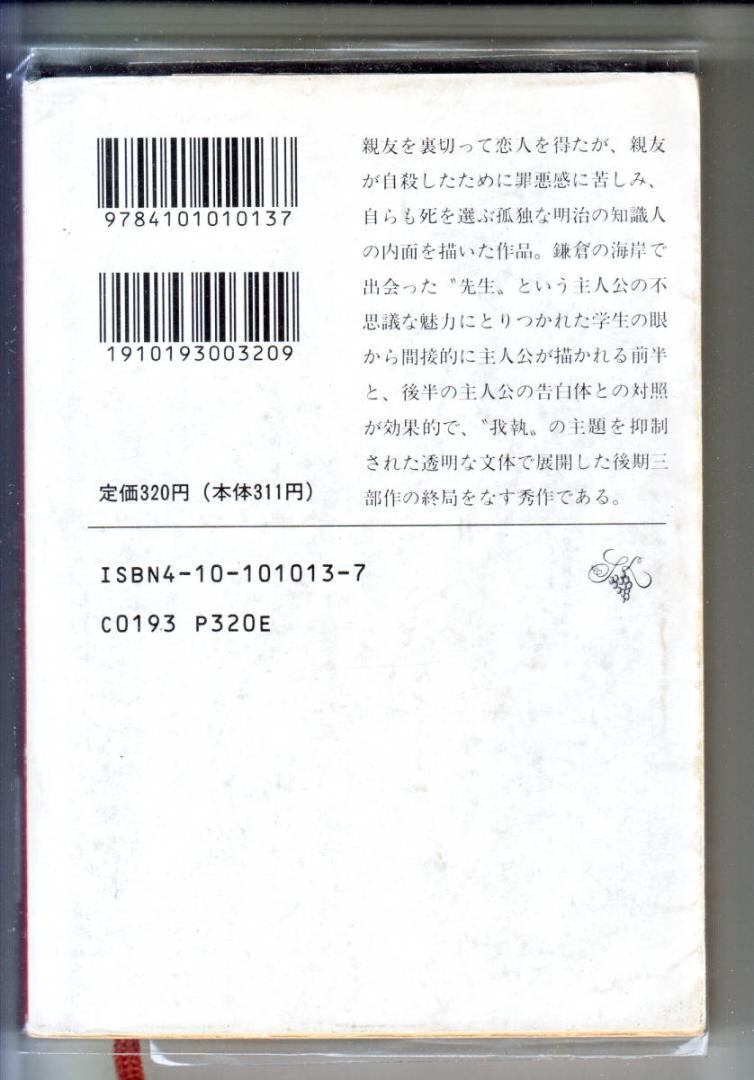 9784101010137
1910193003209
定価320円（本体311円）
親友を裏切って恋人を得たが、親友
が自殺したために罪悪感に苦しみ、
自らも死を選ぶ孤独な明治の知識人
の内面を描いた作品。鎌倉の海岸で
出会った〝先生〟という主人公の不
思議な魅力にとりつかれた学生の眼
から間接的に主人公が描かれる前半
と、後半の主人公の告白体との対照
が効果的で、〝我執〟の主題を抑制
された透明な文体で展開した後期三
部作の終局をなす秀作である。
ISBN4-10-101013-7
C0193 P320E